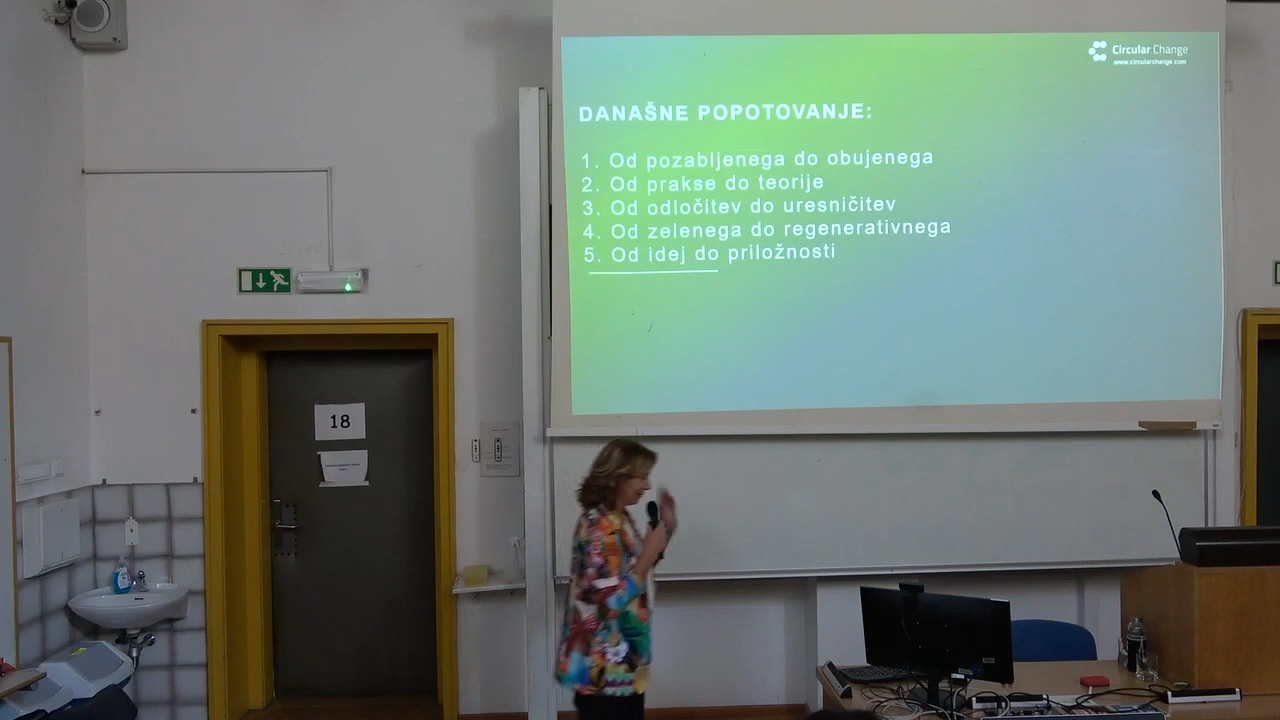 Circular Change
www.circularchange.com
DANAŠNE POPOTOVANJE:
1. Od pozabljenega do obujenega
2. Od prakse do teorije
3. Od odločitev do uresničitev
4. Od zelenega do regenerativnega
5. Od idej do priložnosti
18